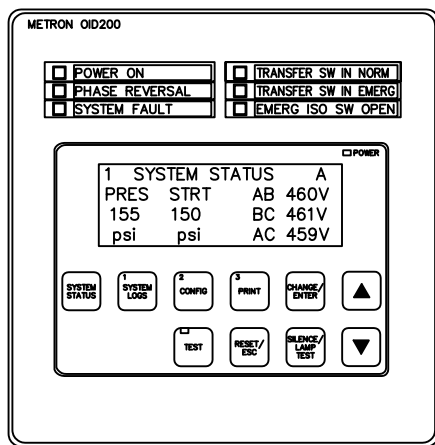 METRON OID200
POWER ON
TRANSFER SW IN NORM
PHASE REVERSAL
TRANSFER SW IN EMERG
SYSTEM FAULT
EMERG ISO SW OPEN
POWER
1 SYSTEM STATUS A
PRES STRT AB 460V
155 150 BC 461V
psi psi AC 459V
SYSTEM
STATUS
1
SYSTEM
LOGS
2
CONFIG
3
PRINT
CHANGE/
ENTER
TEST
RESET/
ESC
SILENCE/
LAMP
TEST